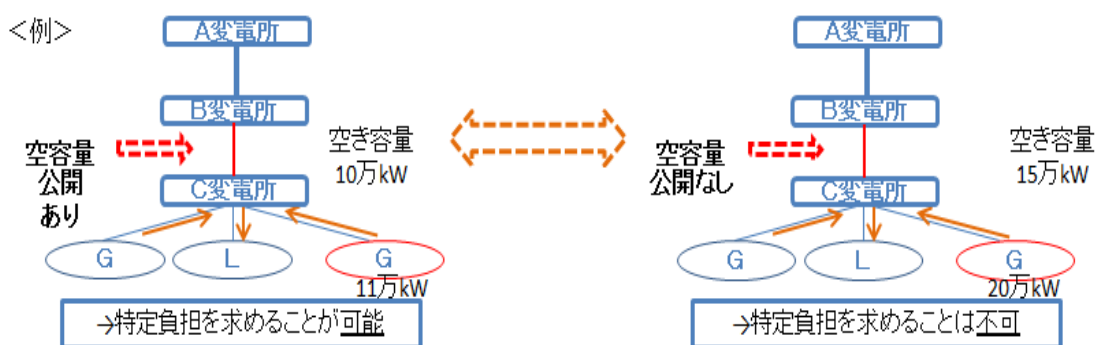 <例>
A変電所
B変電所
空容量
公開
あり
空き容量
10万kW
C変電所
G
L
G
11万kW
→特定負担を求めることが可能
A変電所
B変電所
空容量
公開なし
空き容量
15万kW
C変電所
G
L
G
20万kW
→特定負担を求めることは不可